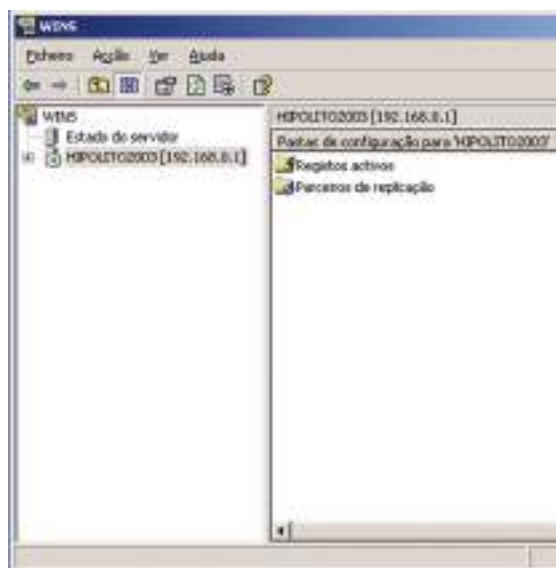 WINS
Ficheiro Acção Ver Ajuda
WINS
Estado do servidor
HIPOLITO2003 [192.168.0.1]
HIPOLITO2003 [192.168.0.1]
Pastas de configuração para 'HIPOLITO2003'
Registos activos
Parceiros de replicação